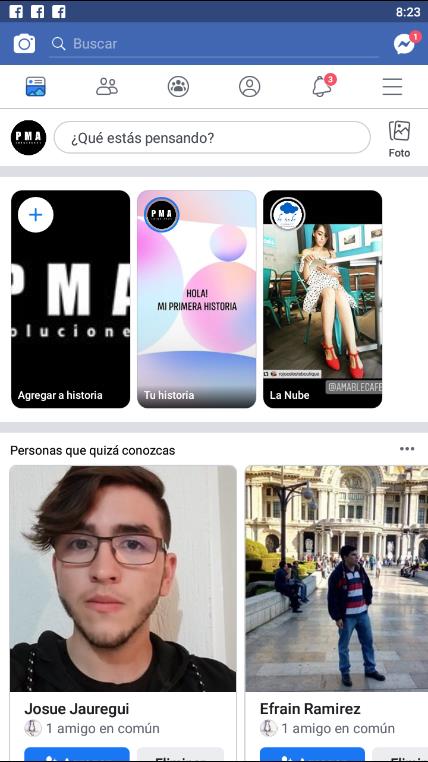 8:23
Buscar
1
3
PMA
¿Qué estás pensando?
Foto
PMA
olucione
Agregar a historia
PMA
HOLA!
MI PRIMERA HISTORIA
Tu historia
@AMABLECAFE
La Nube
Personas que quizá conozcas
Josue Jauregui
1 amigo en común
Efrain Ramirez
1 amigo en común